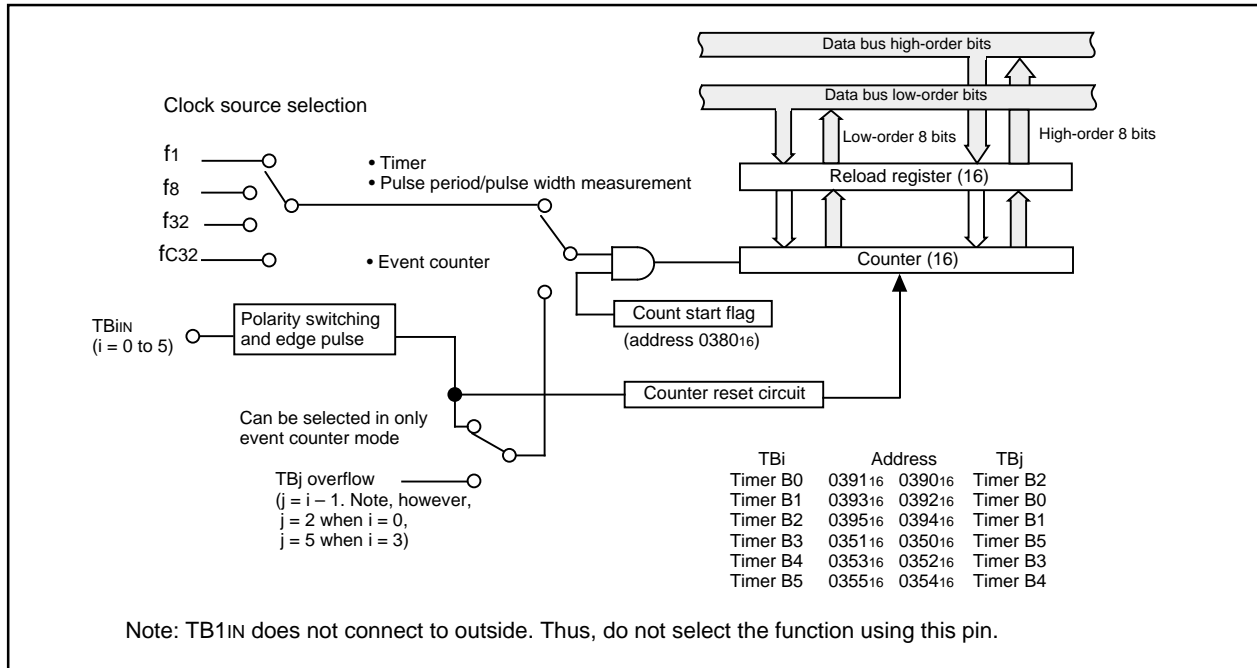 Data bus high-order bits
Data bus low-order bits
Clock source selection
Low-order 8 bits
High-order 8 bits
f1
f8
f32
fC32
• Timer
• Pulse period/pulse width measurement
Reload register (16)
• Event counter
Counter (16)
TBiIN
(i = 0 to 5)
Polarity switching
and edge pulse
Count start flag
(address 038016)
Counter reset circuit
Can be selected in only
event counter mode
TBj overflow
(j = i – 1. Note, however,
j = 2 when i = 0,
j = 5 when i = 3)
TBi Address TBj
Timer B0 039116 039016 Timer B2
Timer B1 039316 039216 Timer B0
Timer B2 039516 039416 Timer B1
Timer B3 035116 035016 Timer B5
Timer B4 035316 035216 Timer B3
Timer B5 035516 035416 Timer B4
Note: TB1IN does not connect to outside. Thus, do not select the function using this pin.